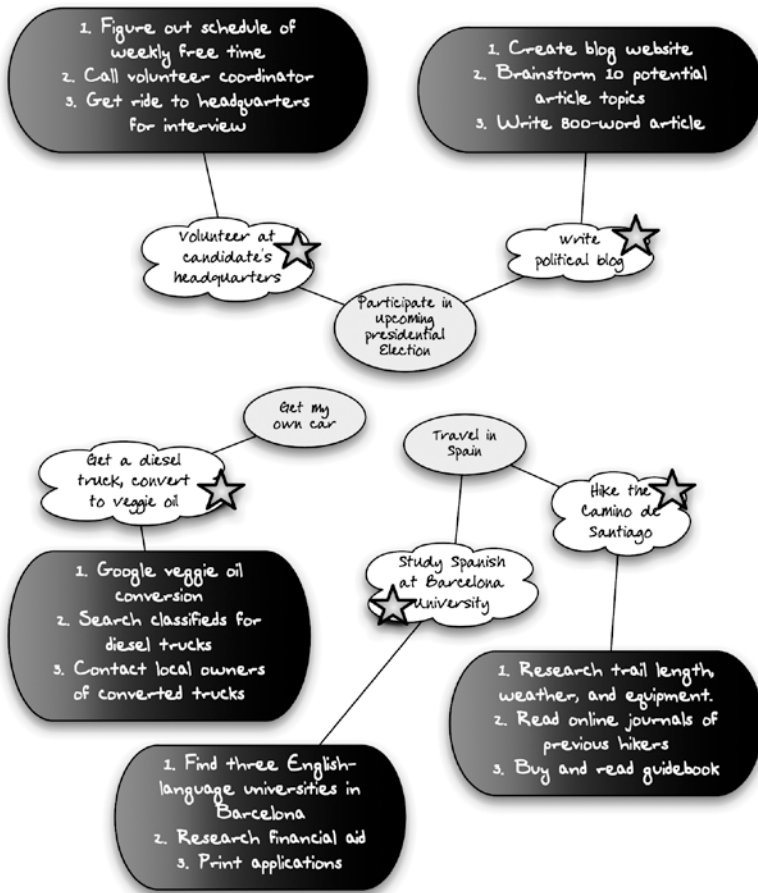 1. Figure out schedule of
weekly free time
2. Call volunteer coordinator
3. Get ride to headquarters
for interview
1. Create blog website
2. Brainstorm 10 potential
article topics
3. Write 800-word article
Volunteer at
candidate's
headquarters
Write
political blog
Participate in
upcoming
presidential
Election
Get my
own car
Travel in
Spain
Get a diesel
truck, convert
to veggie oil
Hike the
Camino de
Santiago
Study Spanish
at Barcelona
University
1. Google veggie oil
conversion
2. Search classifieds for
diesel trucks
3. Contact local owners
of converted trucks
1. Research trail length,
weather, and equipment.
2. Read online journals of
previous hikers
3. Buy and read guidebook
1. Find three English-
language universities in
Barcelona
2. Research financial aid
3. Print applications